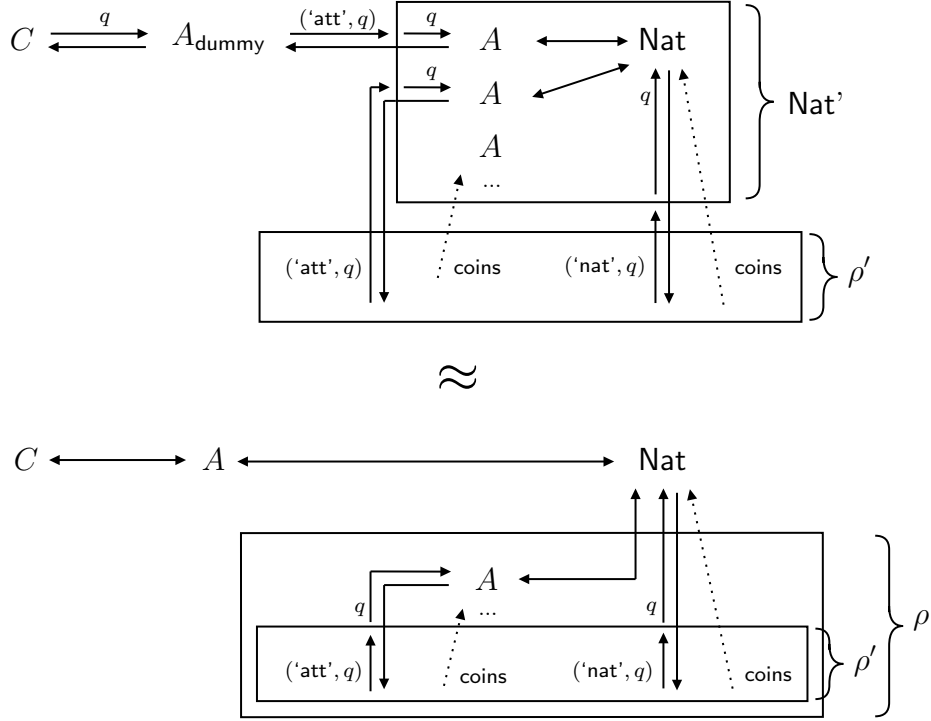 C q A_dummy (‘att’, q) q A Nat
q A q Nat’
A
...
(‘att’, q) coins (‘nat’, q) coins ρ′
≈
C A Nat
A
q ... q ρ
(‘att’, q) coins (‘nat’, q) coins ρ′